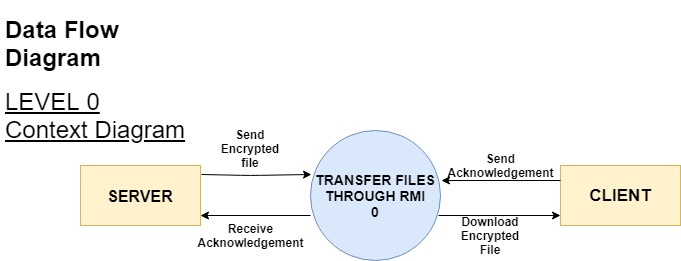 Data Flow
Diagram
LEVEL 0
Context Diagram
Send
Encrypted
file
SERVER
Receive
Acknowledgement
TRANSFER FILES
THROUGH RMI
0
Send
Acknowledgement
CLIENT
Download
Encrypted
File